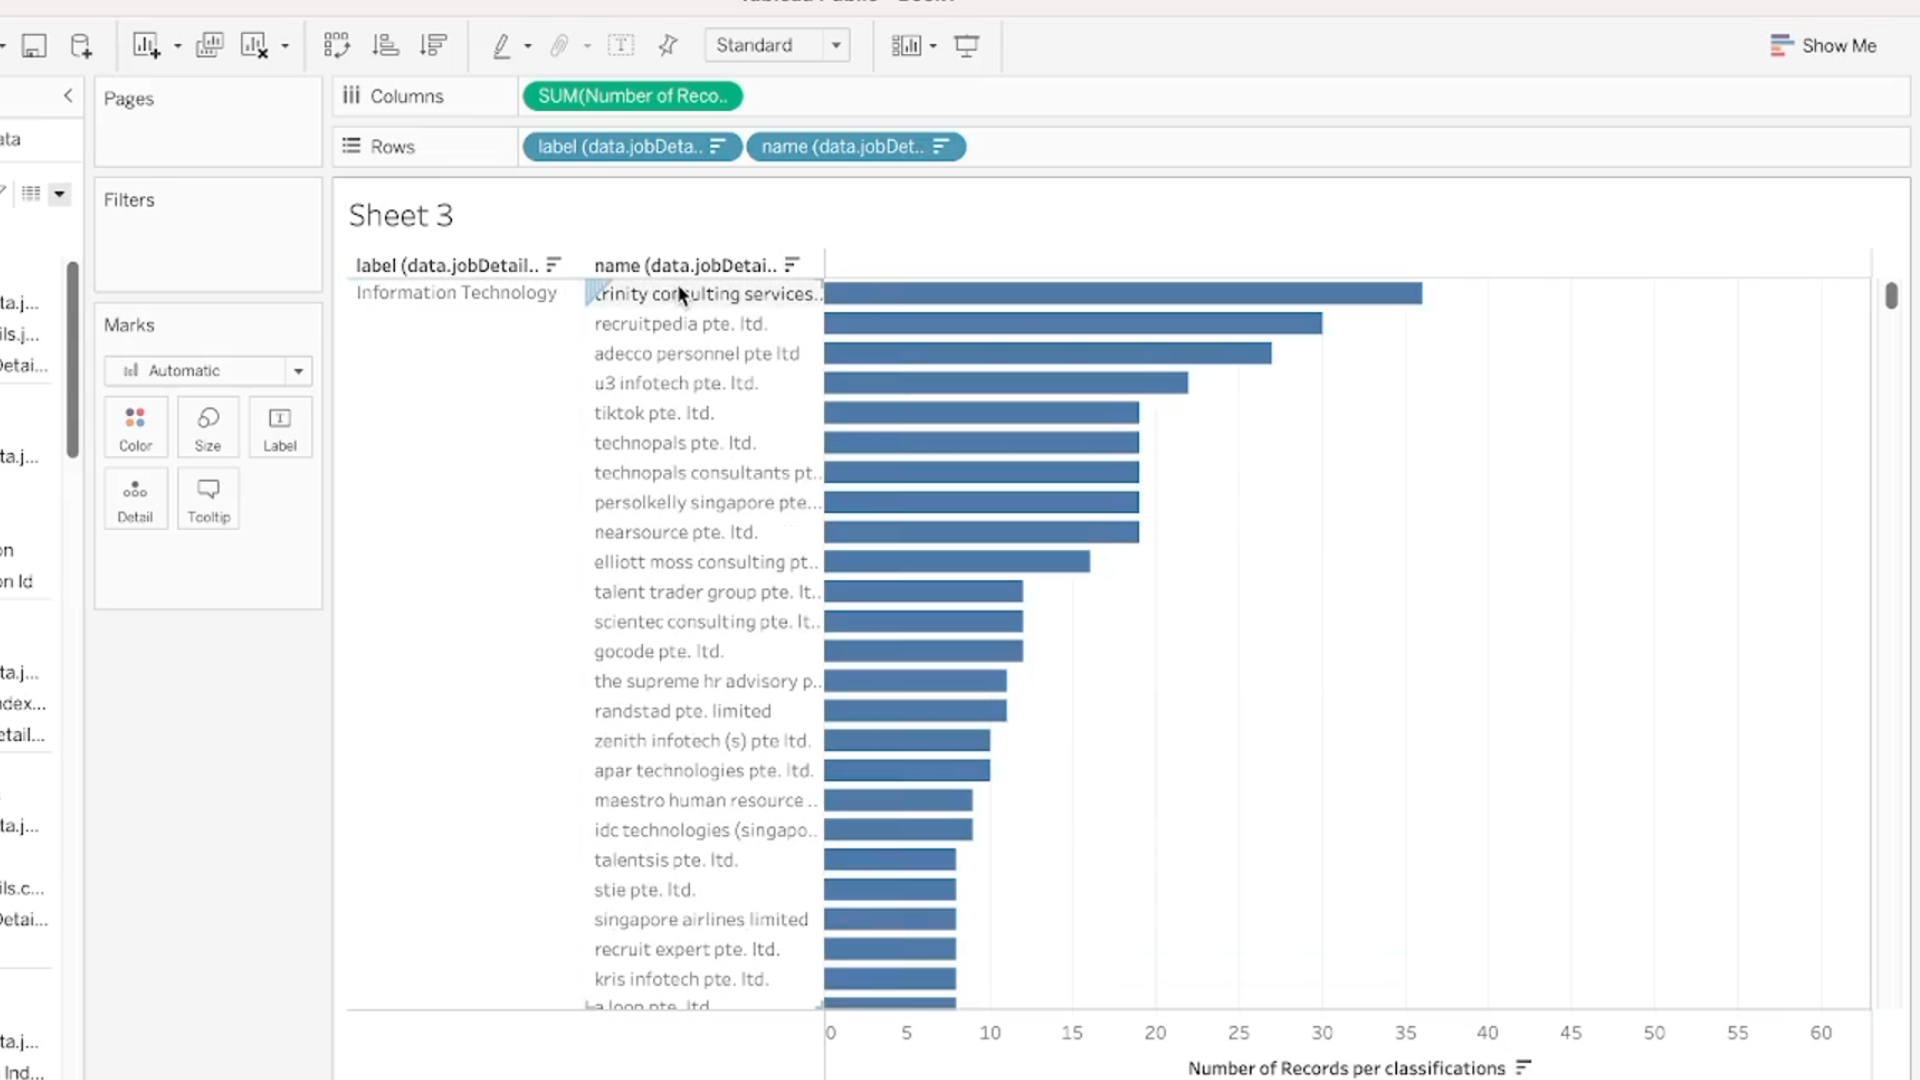 Standard
Show Me
Pages
Columns
SUM(Number of Reco..
ata
Rows
label (data.jobDeta..
name (data.jobDet..
Filters
Sheet 3
label (data.jobDetail..
name (data.jobDetai..
Information Technology
trinity consulting services..
recruitpedia pte. ltd.
adecco personnel pte ltd
u3 infotech pte. ltd.
tiktok pte. ltd.
technopals pte. ltd.
technopals consultants pt..
persolkelly singapore pte...
nearsource pte. ltd.
elliott moss consulting pt..
talent trader group pte. lt..
scientec consulting pte. lt..
gocode pte. ltd.
the supreme hr advisory p..
randstad pte. limited
zenith infotech (s) pte ltd.
apar technologies pte. ltd.
maestro human resource ..
idc technologies (singapo..
talentsis pte. ltd.
stie pte. ltd.
singapore airlines limited
recruit expert pte. ltd.
kris infotech pte. ltd.
Marks
Automatic
Color
Size
Label
Detail
Tooltip
ta.j...
ils.j...
Detai...
ta.j...
on
on Id
ta.j...
ndex...
etail...
ta.j...
ils.c...
Detai...
ta.j...
Ind...
0 5 10 15 20 25 30 35 40 45 50 55 60
Number of Records per classifications